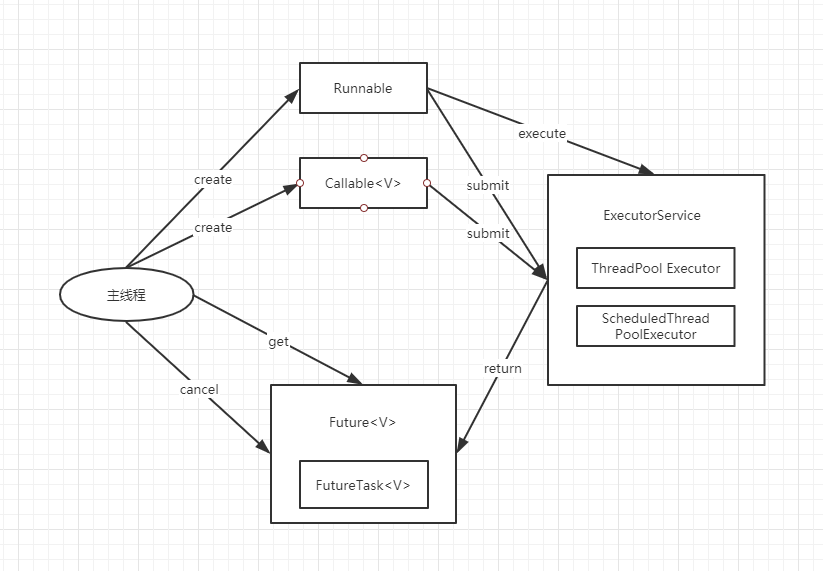 Runnable
execute
create
Callable<V>
submit
create
submit
ExecutorService
ThreadPool Executor
主线程
ScheduledThread
PoolExecutor
get
return
cancel
Future<V>
FutureTask<V>